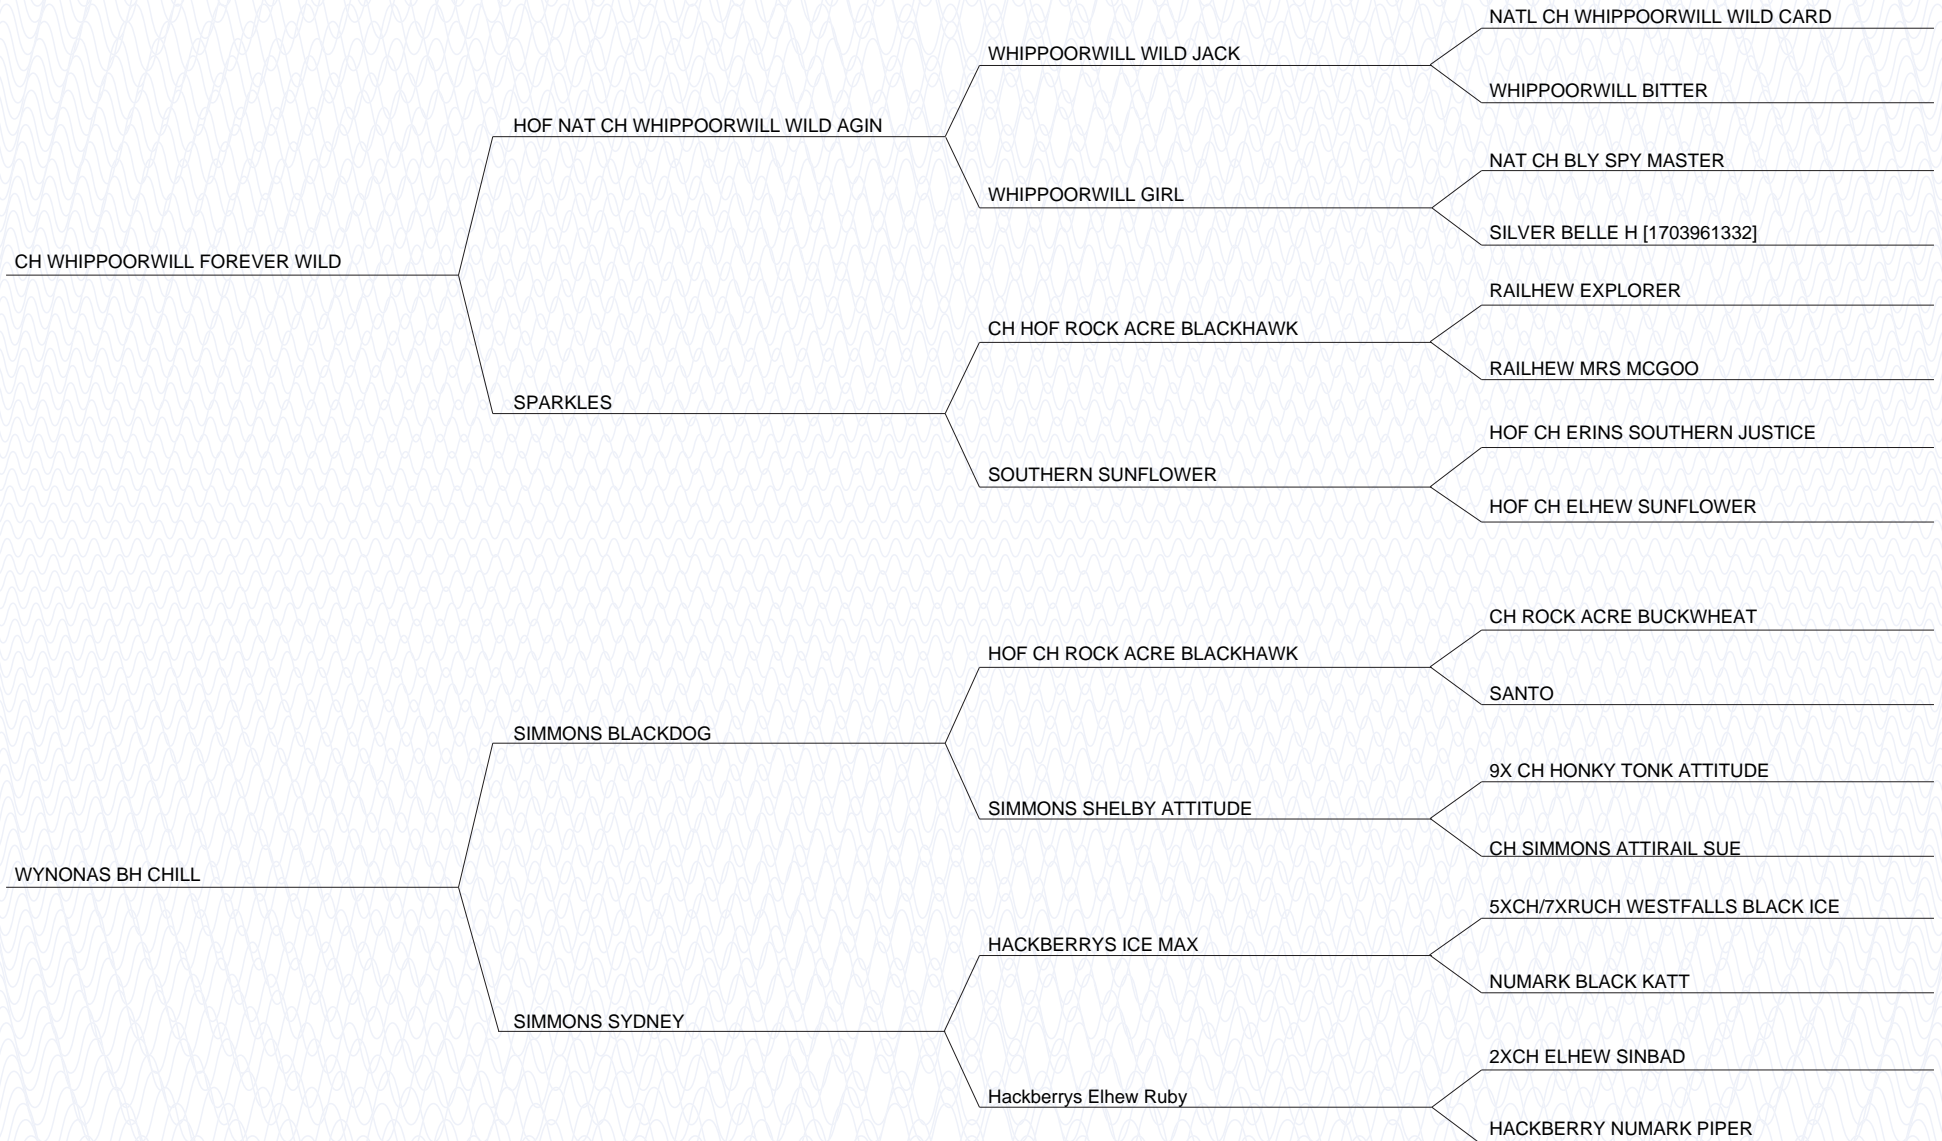 NATL CH WHIPPOORWILL WILD CARD
WHIPPOORWILL WILD JACK
WHIPPOORWILL BITTER
HOF NAT CH WHIPPOORWILL WILD AGIN
NAT CH BLY SPY MASTER
WHIPPOORWILL GIRL
SILVER BELLE H [1703961332]
CH WHIPPOORWILL FOREVER WILD
RAILHEW EXPLORER
CH HOF ROCK ACRE BLACKHAWK
RAILHEW MRS MCGOO
SPARKLES
HOF CH ERINS SOUTHERN JUSTICE
SOUTHERN SUNFLOWER
HOF CH ELHEW SUNFLOWER
CH ROCK ACRE BUCKWHEAT
HOF CH ROCK ACRE BLACKHAWK
SANTO
SIMMONS BLACKDOG
9X CH HONKY TONK ATTITUDE
SIMMONS SHELBY ATTITUDE
CH SIMMONS ATTIRAIL SUE
WYNONAS BH CHILL
5XCH/7XRUCH WESTFALLS BLACK ICE
HACKBERRYS ICE MAX
NUMARK BLACK KATT
SIMMONS SYDNEY
2XCH ELHEW SINBAD
Hackberrys Elhew Ruby
HACKBERRY NUMARK PIPER